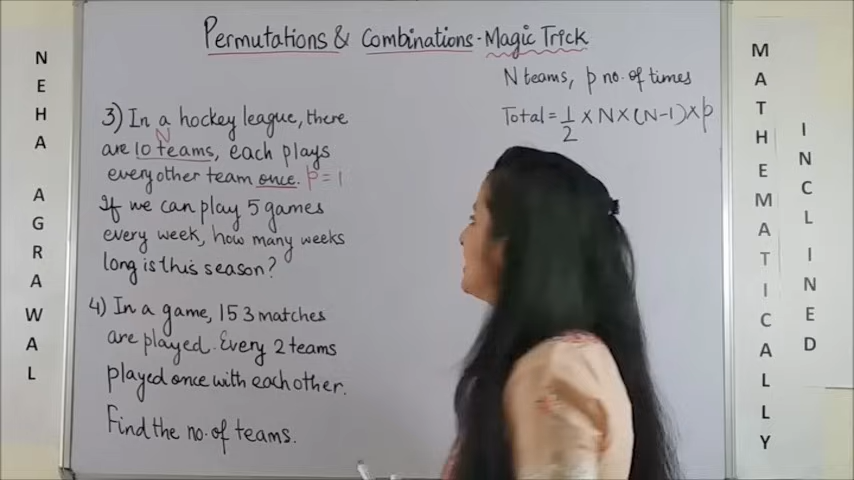 Permutations & Combinations - Magic Trick
N teams, p no. of times
Total = 1/2 × N × (N-1) × p
3) In a hockey league, there
N
are 10 teams, each plays
every other team once. p = 1
If we can play 5 games
every week, how many weeks
long is this season?
4) In a game, 153 matches
are played. Every 2 teams
played once with each other.
Find the no. of teams.
NEHA AGRAWAL
MATHEMATICALLY
INCLINED